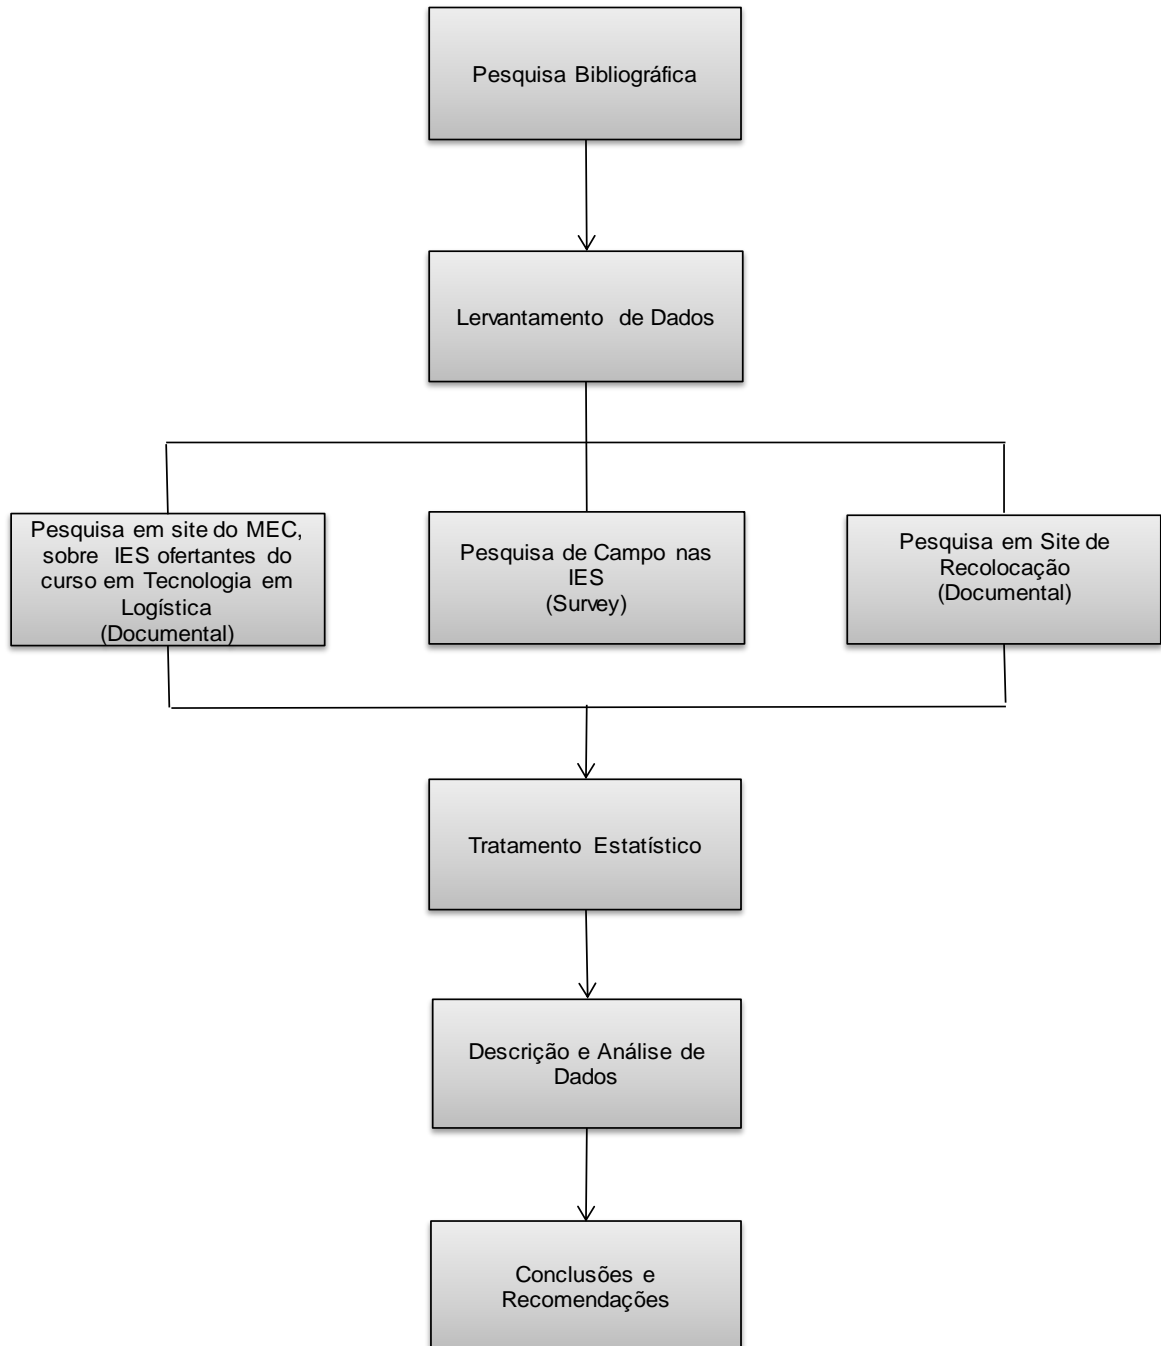 Pesquisa Bibliográfica
Lervantamento de Dados
Pesquisa em site do MEC,
sobre IES ofertantes do
curso em Tecnologia em
Logística
(Documental)
Pesquisa de Campo nas
IES
(Survey)
Pesquisa em Site de
Recolocação
(Documental)
Tratamento Estatístico
Descrição e Análise de
Dados
Conclusões e
Recomendações